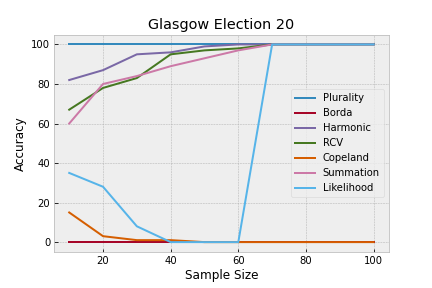 Glasgow Election 20
Accuracy
100
80
60
40
20
0
Plurality
Borda
Harmonic
RCV
Copeland
Summation
Likelihood
20 40 60 80 100
Sample Size